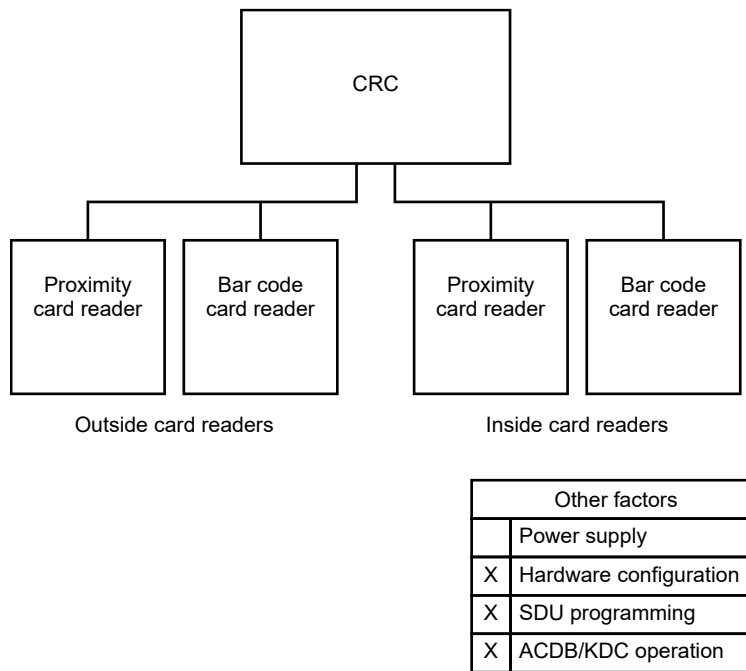 CRC
Proximity
card reader
Bar code
card reader
Proximity
card reader
Bar code
card reader
Outside card readers
Inside card readers
Other factors
Power supply
X Hardware configuration
X SDU programming
X ACDB/KDC operation